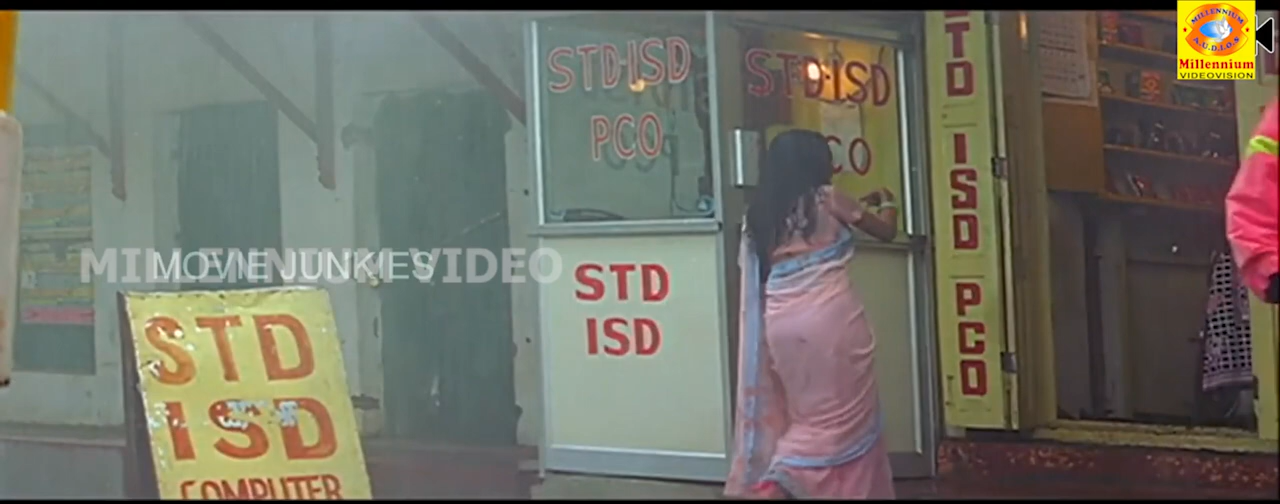 MILLENNIUM
A.U.D.I.O.S
Millennium
VIDEOVISION
STD-ISD
PCO
STD-ISD
PCO
STD
ISD
PCO
STD
ISD
MOVIE JUNKIES
VIDEO
STD
ISD
COMPUTER